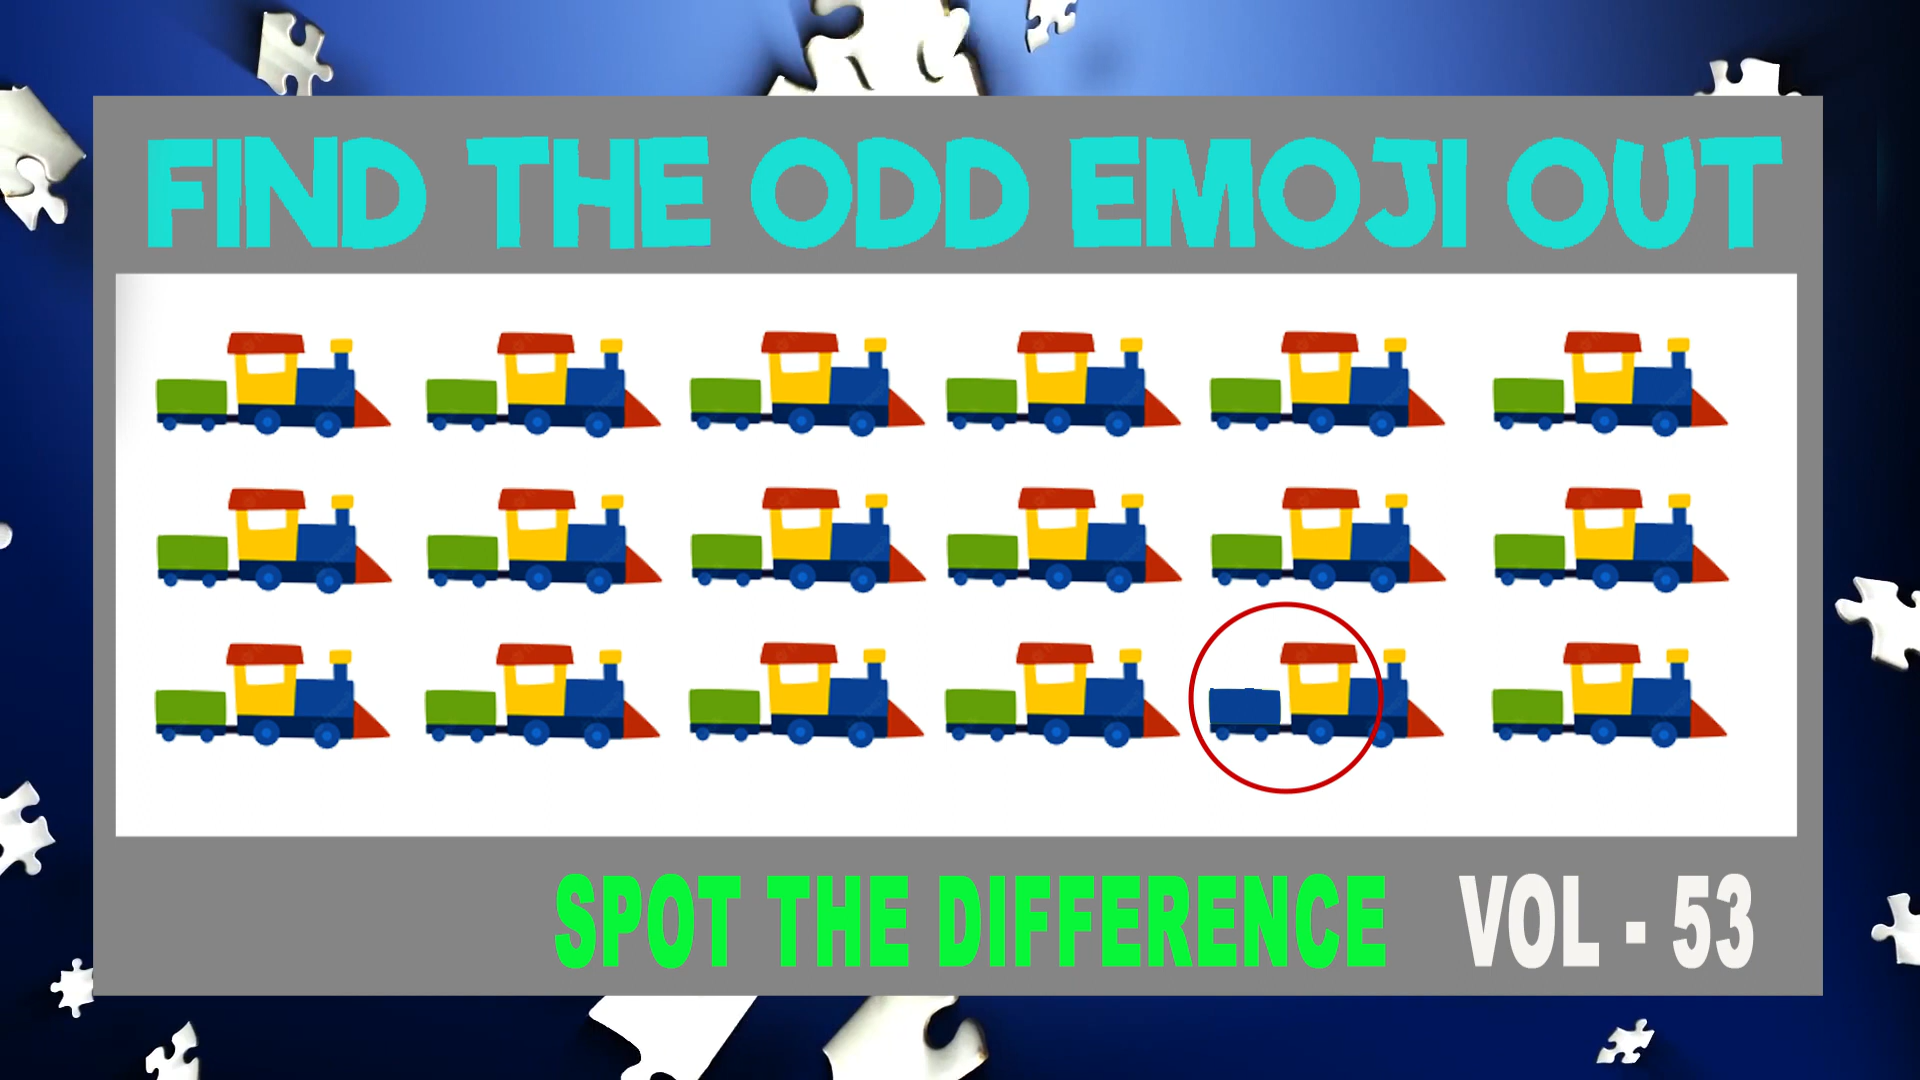 FIND THE ODD EMOJI OUT
SPOT THE DIFFERENCE VOL - 53